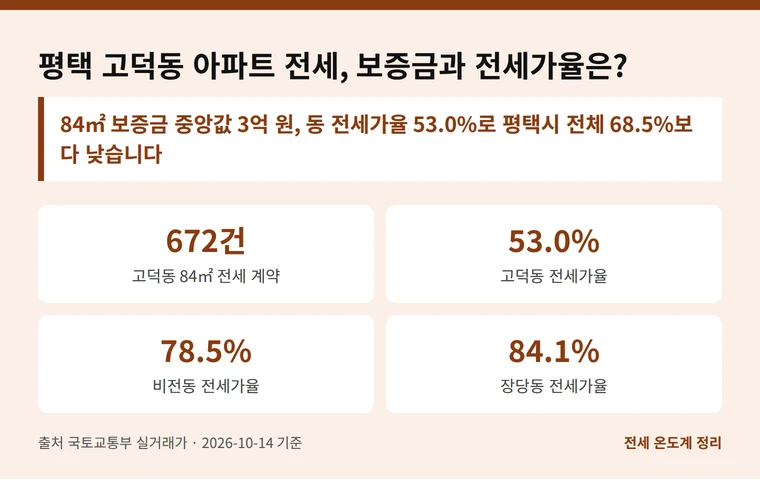 평택 고덕동 아파트 전세, 보증금과 전세가율은?
84㎡ 보증금 중앙값 3억 원, 동 전세가율 53.0%로 평택시 전체 68.5%보
다 낮습니다
672건
고덕동 84㎡ 전세 계약
53.0%
고덕동 전세가율
78.5%
비전동 전세가율
84.1%
장당동 전세가율
출처 국토교통부 실거래가 · 2026-10-14 기준
전세 온도계 정리